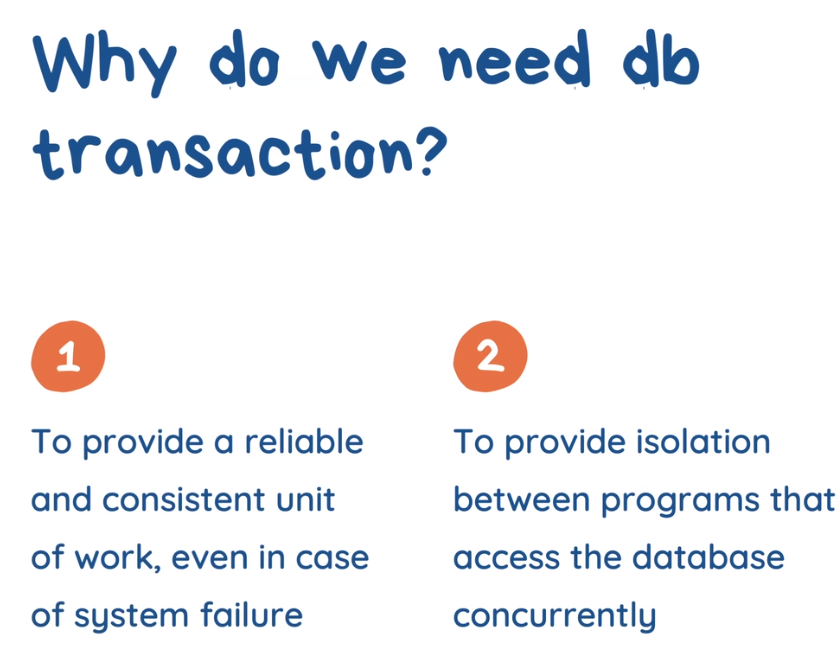 Why do we need db
transaction?
1
To provide a reliable
and consistent unit
of work, even in case
of system failure
2
To provide isolation
between programs that
access the database
concurrently